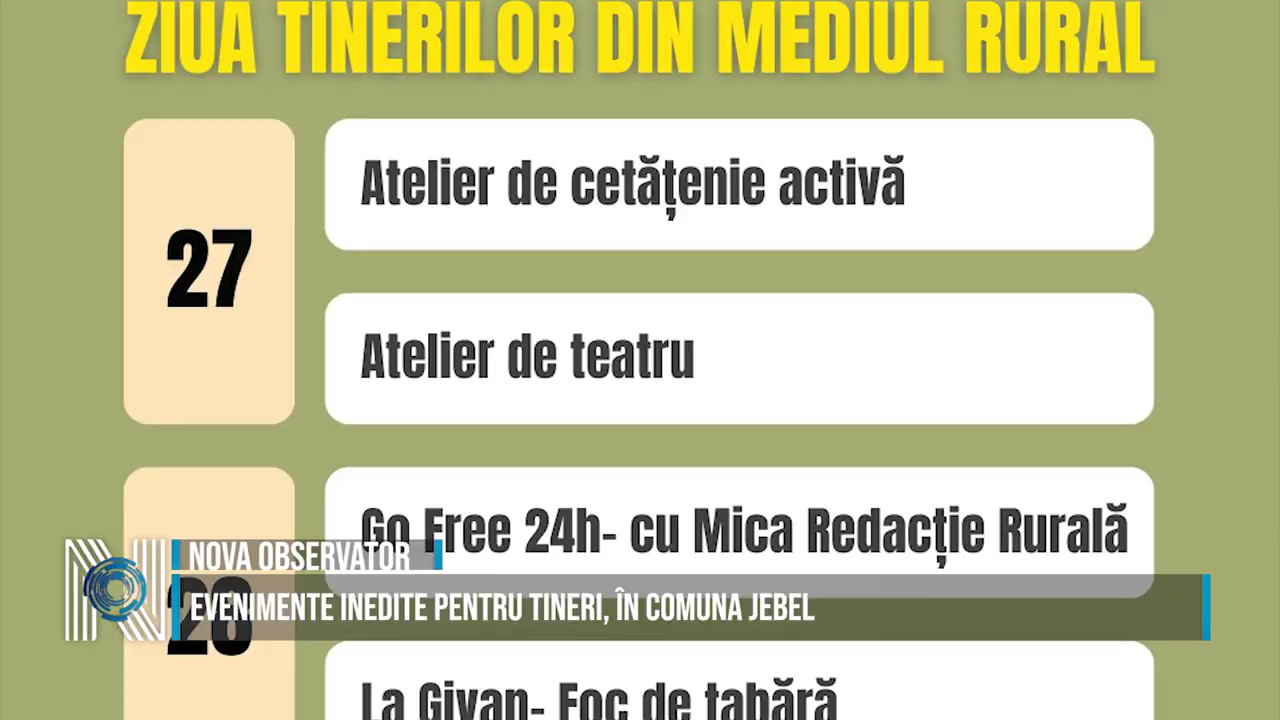 ZIUA TINERILOR DIN MEDIUL RURAL
27
Atelier de cetățenie activă
Atelier de teatru
28
Go Free 24h- cu Mica Redacție Rurală
NOVA OBSERVATOR
EVENIMENTE INEDITE PENTRU TINERI, ÎN COMUNA JEBEL
La Givan- Foc de tabără